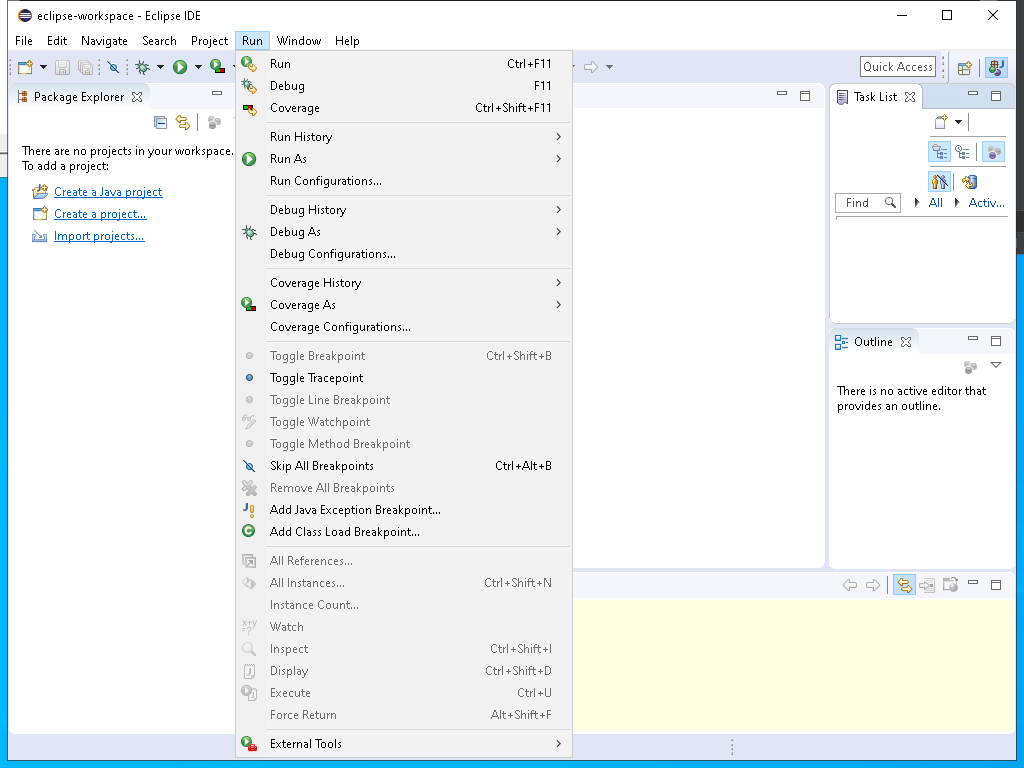 eclipse-workspace - Eclipse IDE
File Edit Navigate Search Project Run Window Help
Quick Access
Package Explorer
There are no projects in your workspace.
To add a project:
Create a Java project
Create a project...
Import projects...
Run Ctrl+F11
Debug F11
Coverage Ctrl+Shift+F11
Run History
Run As
Run Configurations...
Debug History
Debug As
Debug Configurations...
Coverage History
Coverage As
Coverage Configurations...
Toggle Breakpoint Ctrl+Shift+B
Toggle Tracepoint
Toggle Line Breakpoint
Toggle Watchpoint
Toggle Method Breakpoint
Skip All Breakpoints Ctrl+Alt+B
Remove All Breakpoints
Add Java Exception Breakpoint...
Add Class Load Breakpoint...
All References...
All Instances... Ctrl+Shift+N
Instance Count...
Watch
Inspect Ctrl+Shift+I
Display Ctrl+Shift+D
Execute Ctrl+U
Force Return Alt+Shift+F
External Tools
Task List
Find All Activ...
Outline
There is no active editor that
provides an outline.